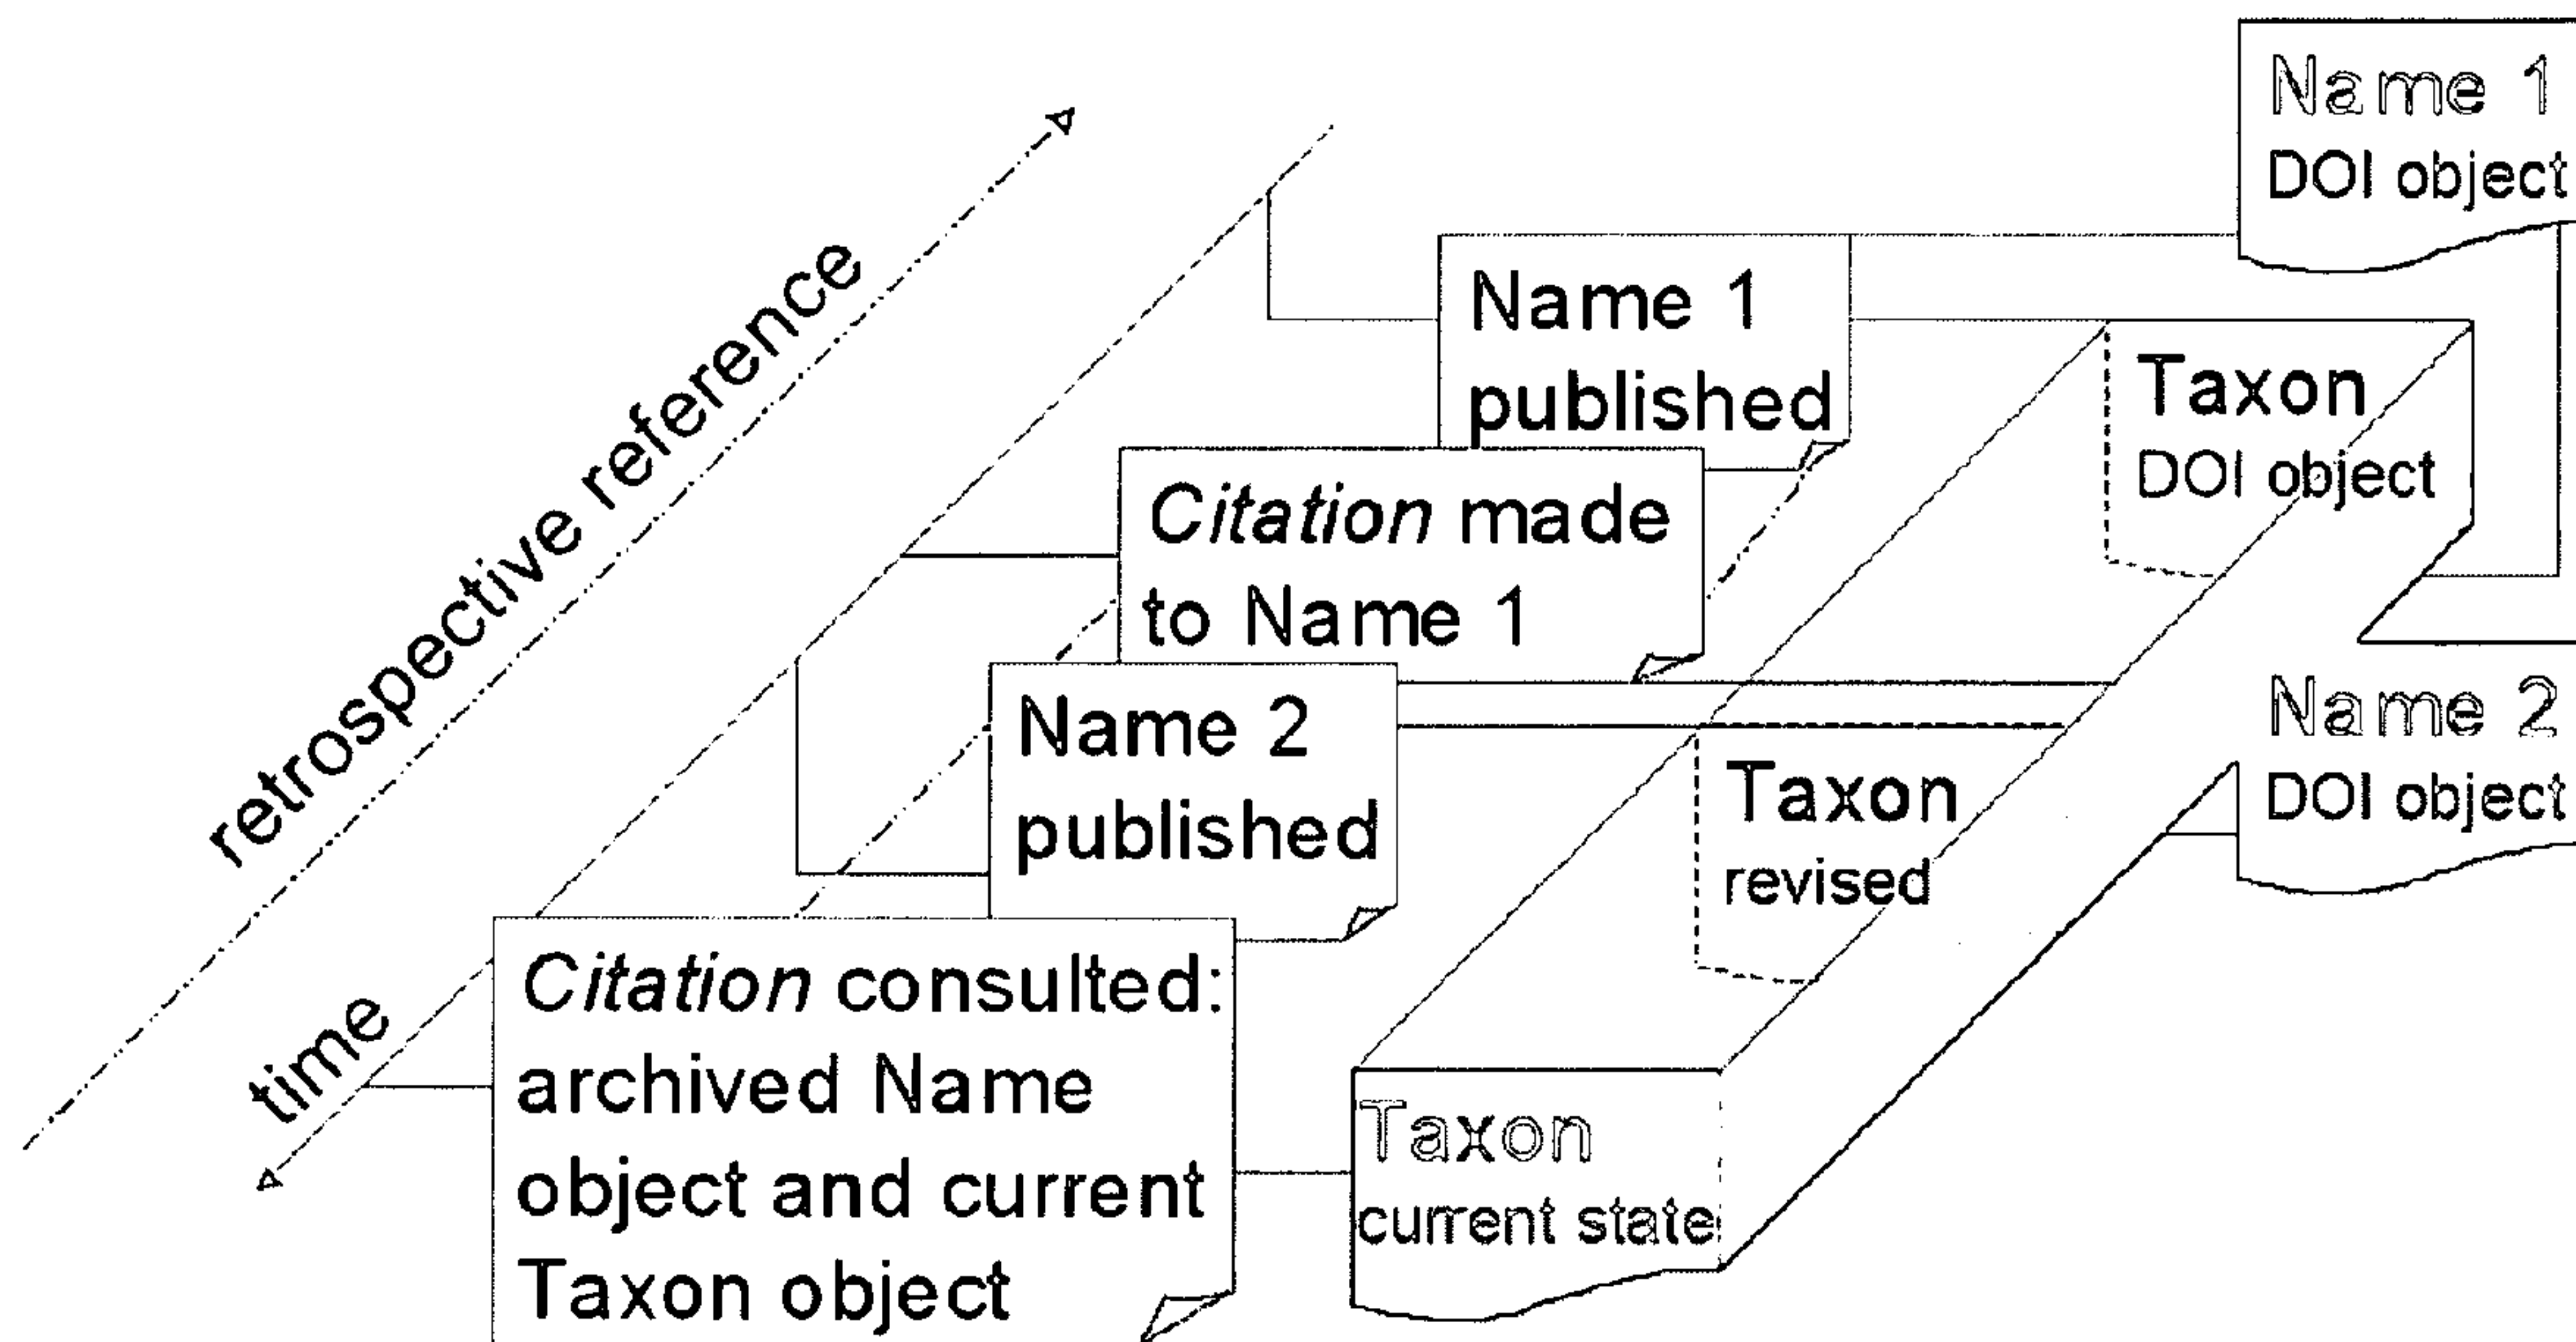 Name 1
DOI object
Name 1
published
Taxon
DOI object
Citation made
to Name 1
Name 2
published
Name 2
DOI object
Taxon
revised
Citation consulted:
archived Name
object and current
Taxon object
Taxon
current state
retrospective reference
time